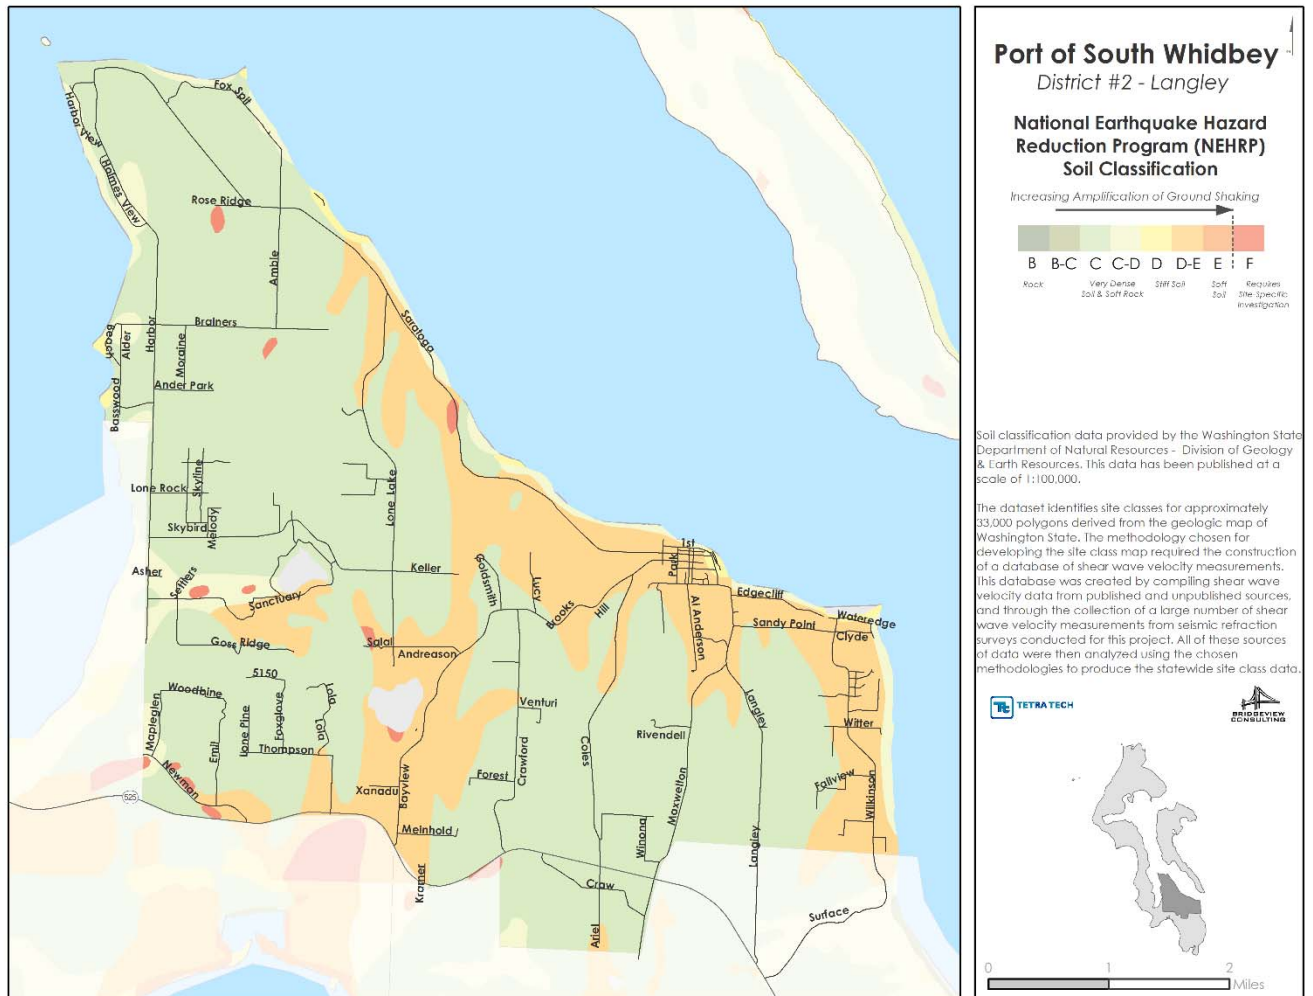 Port of South Whidbey
District #2 - Langley
National Earthquake Hazard
Reduction Program (NEHRP)
Soil Classification
Increasing Amplification of Ground Shaking
B B-C C C-D D D-E E F
Rock
Very Dense
Soil & Soft Rock
Stiff Soil
Soft
Soil
Requires
Site-Specific
Investigation
Soil classification data provided by the Washington State
Department of Natural Resources - Division of Geology
& Earth Resources. This data has been published at a
scale of 1:100,000.
The dataset identifies site classes for approximately
33,000 polygons derived from the geologic map of
Washington State. The methodology chosen for
developing the site class map required the construction
of a database of shear wave velocity measurements.
This database was created by compiling shear wave
velocity data from published and unpublished sources,
and through the collection of a large number of shear
wave velocity measurements from seismic refraction
surveys conducted for this project. All of these sources
of data were then analyzed using the chosen
methodologies to produce the statewide site class data.
TETRA TECH
BRIDGEVIEW
CONSULTING
0 1 2
Miles
Fox Spit
Harbor View
Holmes View
Rose Ridge
Amble
Saratoga
Brainers
Beach
Alder
Harbor
Moraine
Ander Park
Basswood
Lone Rock
Skyline
Skybird
Melody
Lone Lake
1st
Park
Asher
Settlers
Sanctuary
Keller
Goldsmith
Lucy
Brooks
Hill
Al Anderson
Edgecliff
Sandy Point
Wateredge
Clyde
Goss Ridge
Salal
Andreason
5150
Woodbine
Lola
Lola
Foxglove
Lone Pine
Emil
Mapleglen
Thompson
Newman
525
Venturi
Crawford
Coles
Rivendell
Langley
Witter
Forest
Xanadu
Bayview
Maxwelton
Fallview
Wilkinson
Meinhold
Winona
Langley
Kramer
Craw
Ariel
Surface